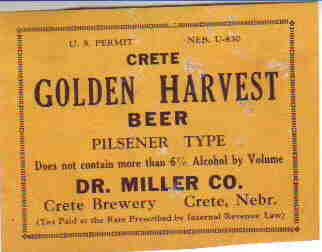 U. S. PERMIT NEB. U-830
CRETE
GOLDEN HARVEST
BEER
PILSENER TYPE
Does not contain more than 6% Alcohol by Volume
DR. MILLER CO.
Crete Brewery Crete, Nebr.
(Tax Paid at the Rate Prescribed by Internal Revenue Law)